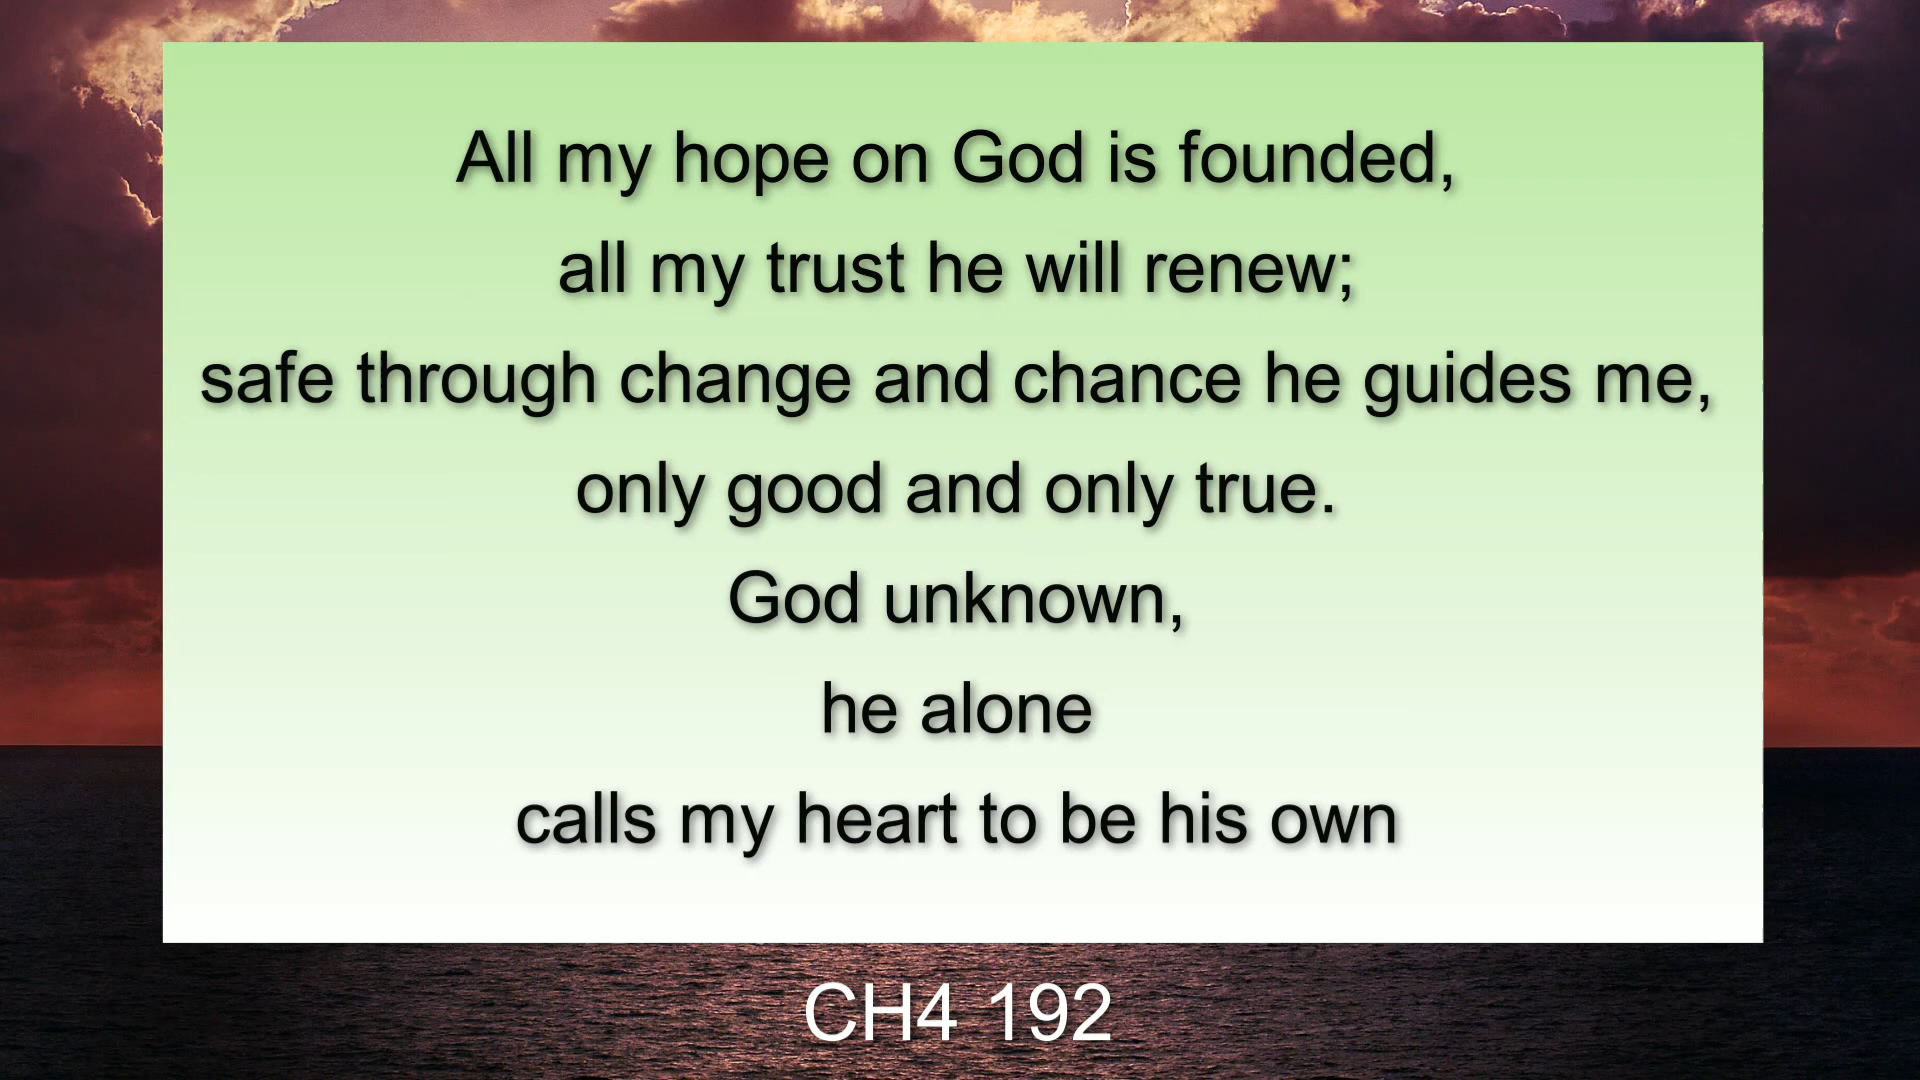 All my hope on God is founded,
all my trust he will renew;
safe through change and chance he guides me,
only good and only true.
God unknown,
he alone
calls my heart to be his own
CH4 192